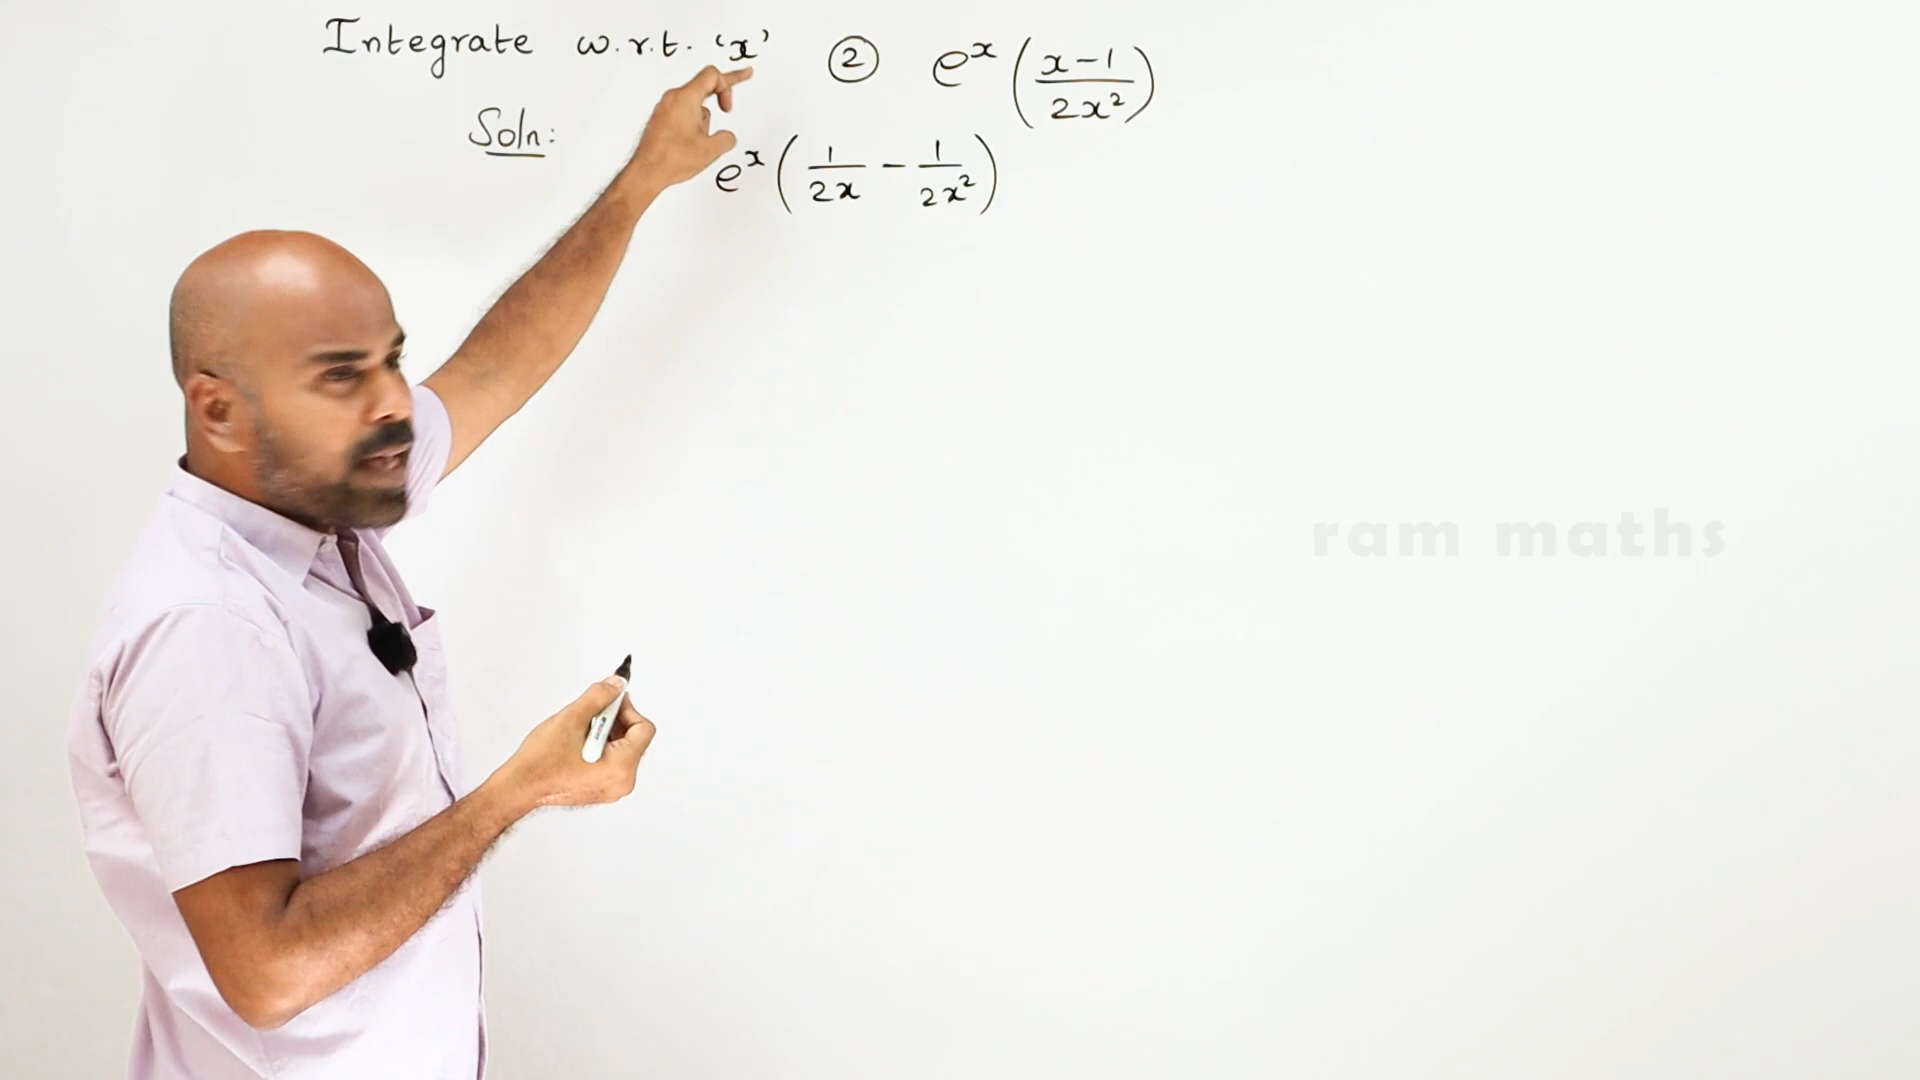 Integrate w.r.t. 'x' ② e^x ( (x-1)/(2x²) )
Soln:
e^x ( 1/(2x) - 1/(2x²) )
ram maths